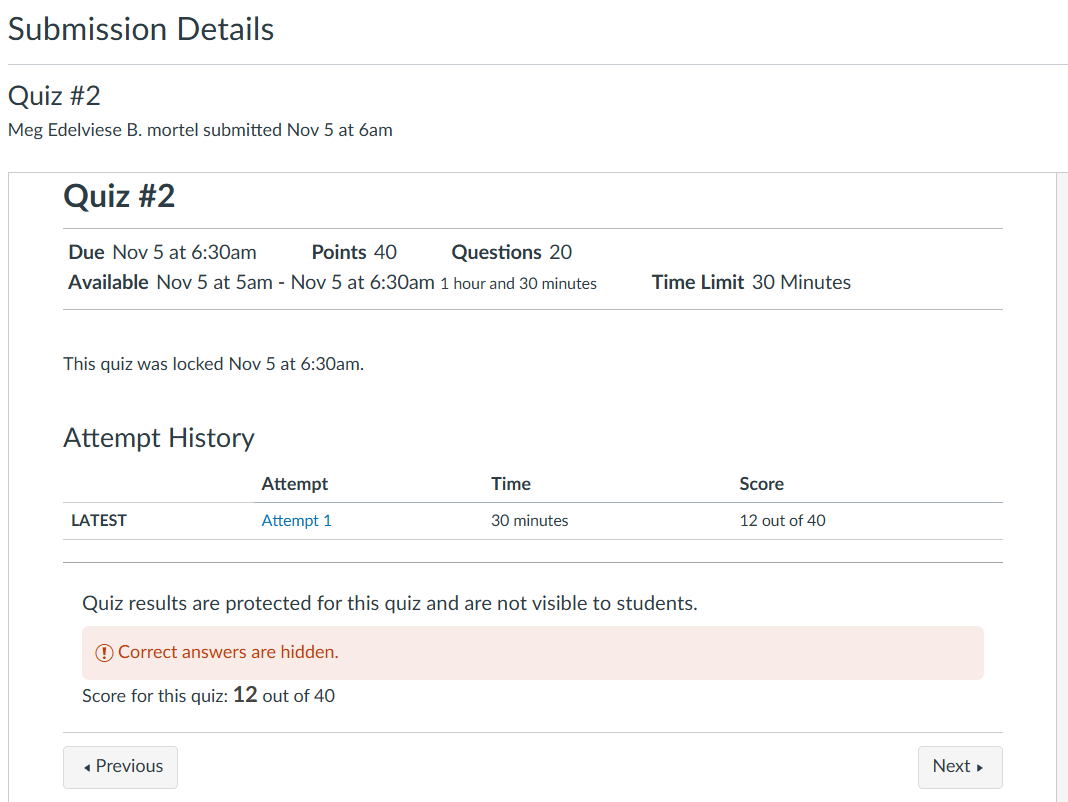 Submission Details
Quiz #2
Meg Edelviese B. mortel submitted Nov 5 at 6am
Quiz #2
Due Nov 5 at 6:30am Points 40 Questions 20
Available Nov 5 at 5am - Nov 5 at 6:30am 1 hour and 30 minutes Time Limit 30 Minutes
This quiz was locked Nov 5 at 6:30am.
Attempt History
Attempt Time Score
LATEST Attempt 1 30 minutes 12 out of 40
Quiz results are protected for this quiz and are not visible to students.
Correct answers are hidden.
Score for this quiz: 12 out of 40
Previous Next